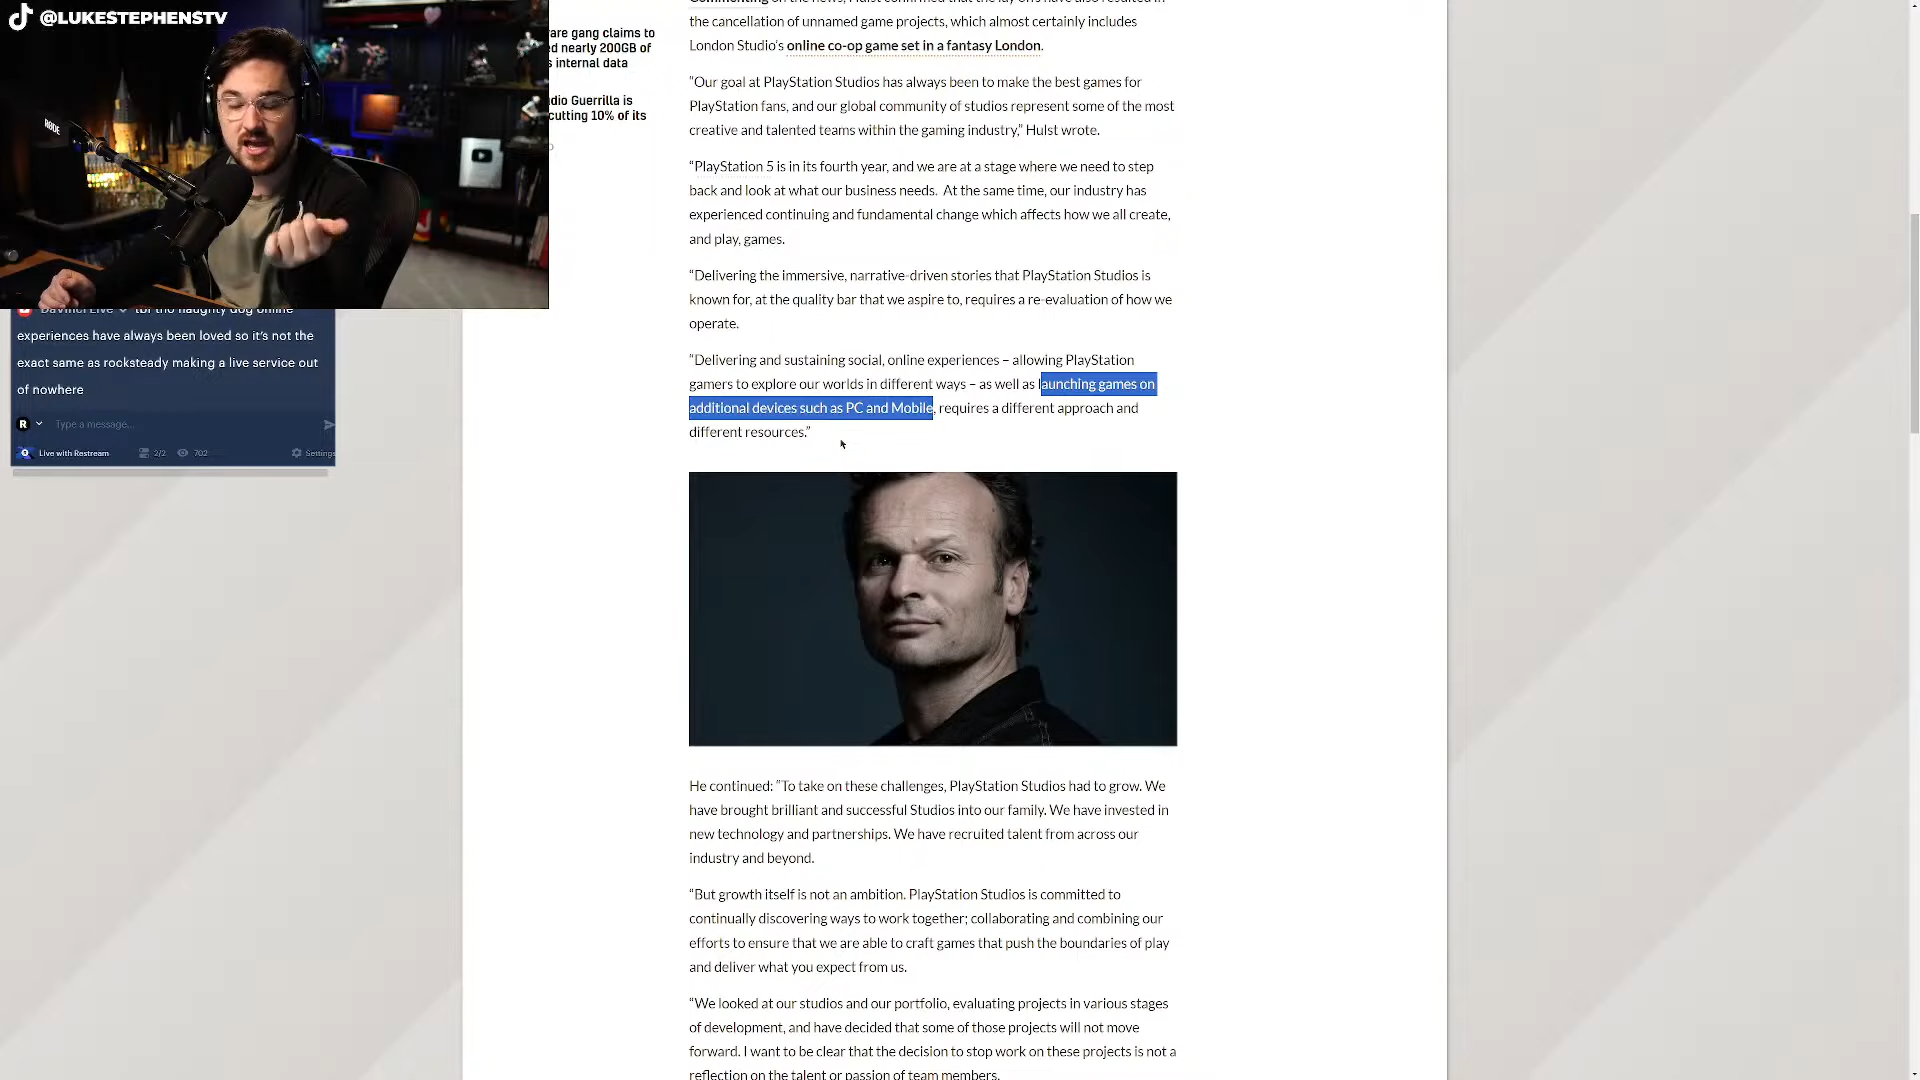 @LUKESTEPHENSTV
RØDE
are gang claims to
d nearly 200GB of
s internal data
dio Guerrilla is
cutting 10% of its
the cancellation of unnamed game projects, which almost certainly includes
London Studio's online co-op game set in a fantasy London.
“Our goal at PlayStation Studios has always been to make the best games for
PlayStation fans, and our global community of studios represent some of the most
creative and talented teams within the gaming industry,” Hulst wrote.
“PlayStation 5 is in its fourth year, and we are at a stage where we need to step
back and look at what our business needs. At the same time, our industry has
experienced continuing and fundamental change which affects how we all create,
and play, games.
“Delivering the immersive, narrative-driven stories that PlayStation Studios is
known for, at the quality bar that we aspire to, requires a re-evaluation of how we
operate.
“Delivering and sustaining social, online experiences – allowing PlayStation
gamers to explore our worlds in different ways – as well as launching games on
additional devices such as PC and Mobile, requires a different approach and
different resources.”
DaVinci Live tbf tho naughty dog online
experiences have always been loved so it's not the
exact same as rocksteady making a live service out
of nowhere
R Type a message...
Live with Restream 2/2 702 Settings
He continued: “To take on these challenges, PlayStation Studios had to grow. We
have brought brilliant and successful Studios into our family. We have invested in
new technology and partnerships. We have recruited talent from across our
industry and beyond.
“But growth itself is not an ambition. PlayStation Studios is committed to
continually discovering ways to work together; collaborating and combining our
efforts to ensure that we are able to craft games that push the boundaries of play
and deliver what you expect from us.
“We looked at our studios and our portfolio, evaluating projects in various stages
of development, and have decided that some of those projects will not move
forward. I want to be clear that the decision to stop work on these projects is not a
reflection on the talent or passion of team members.